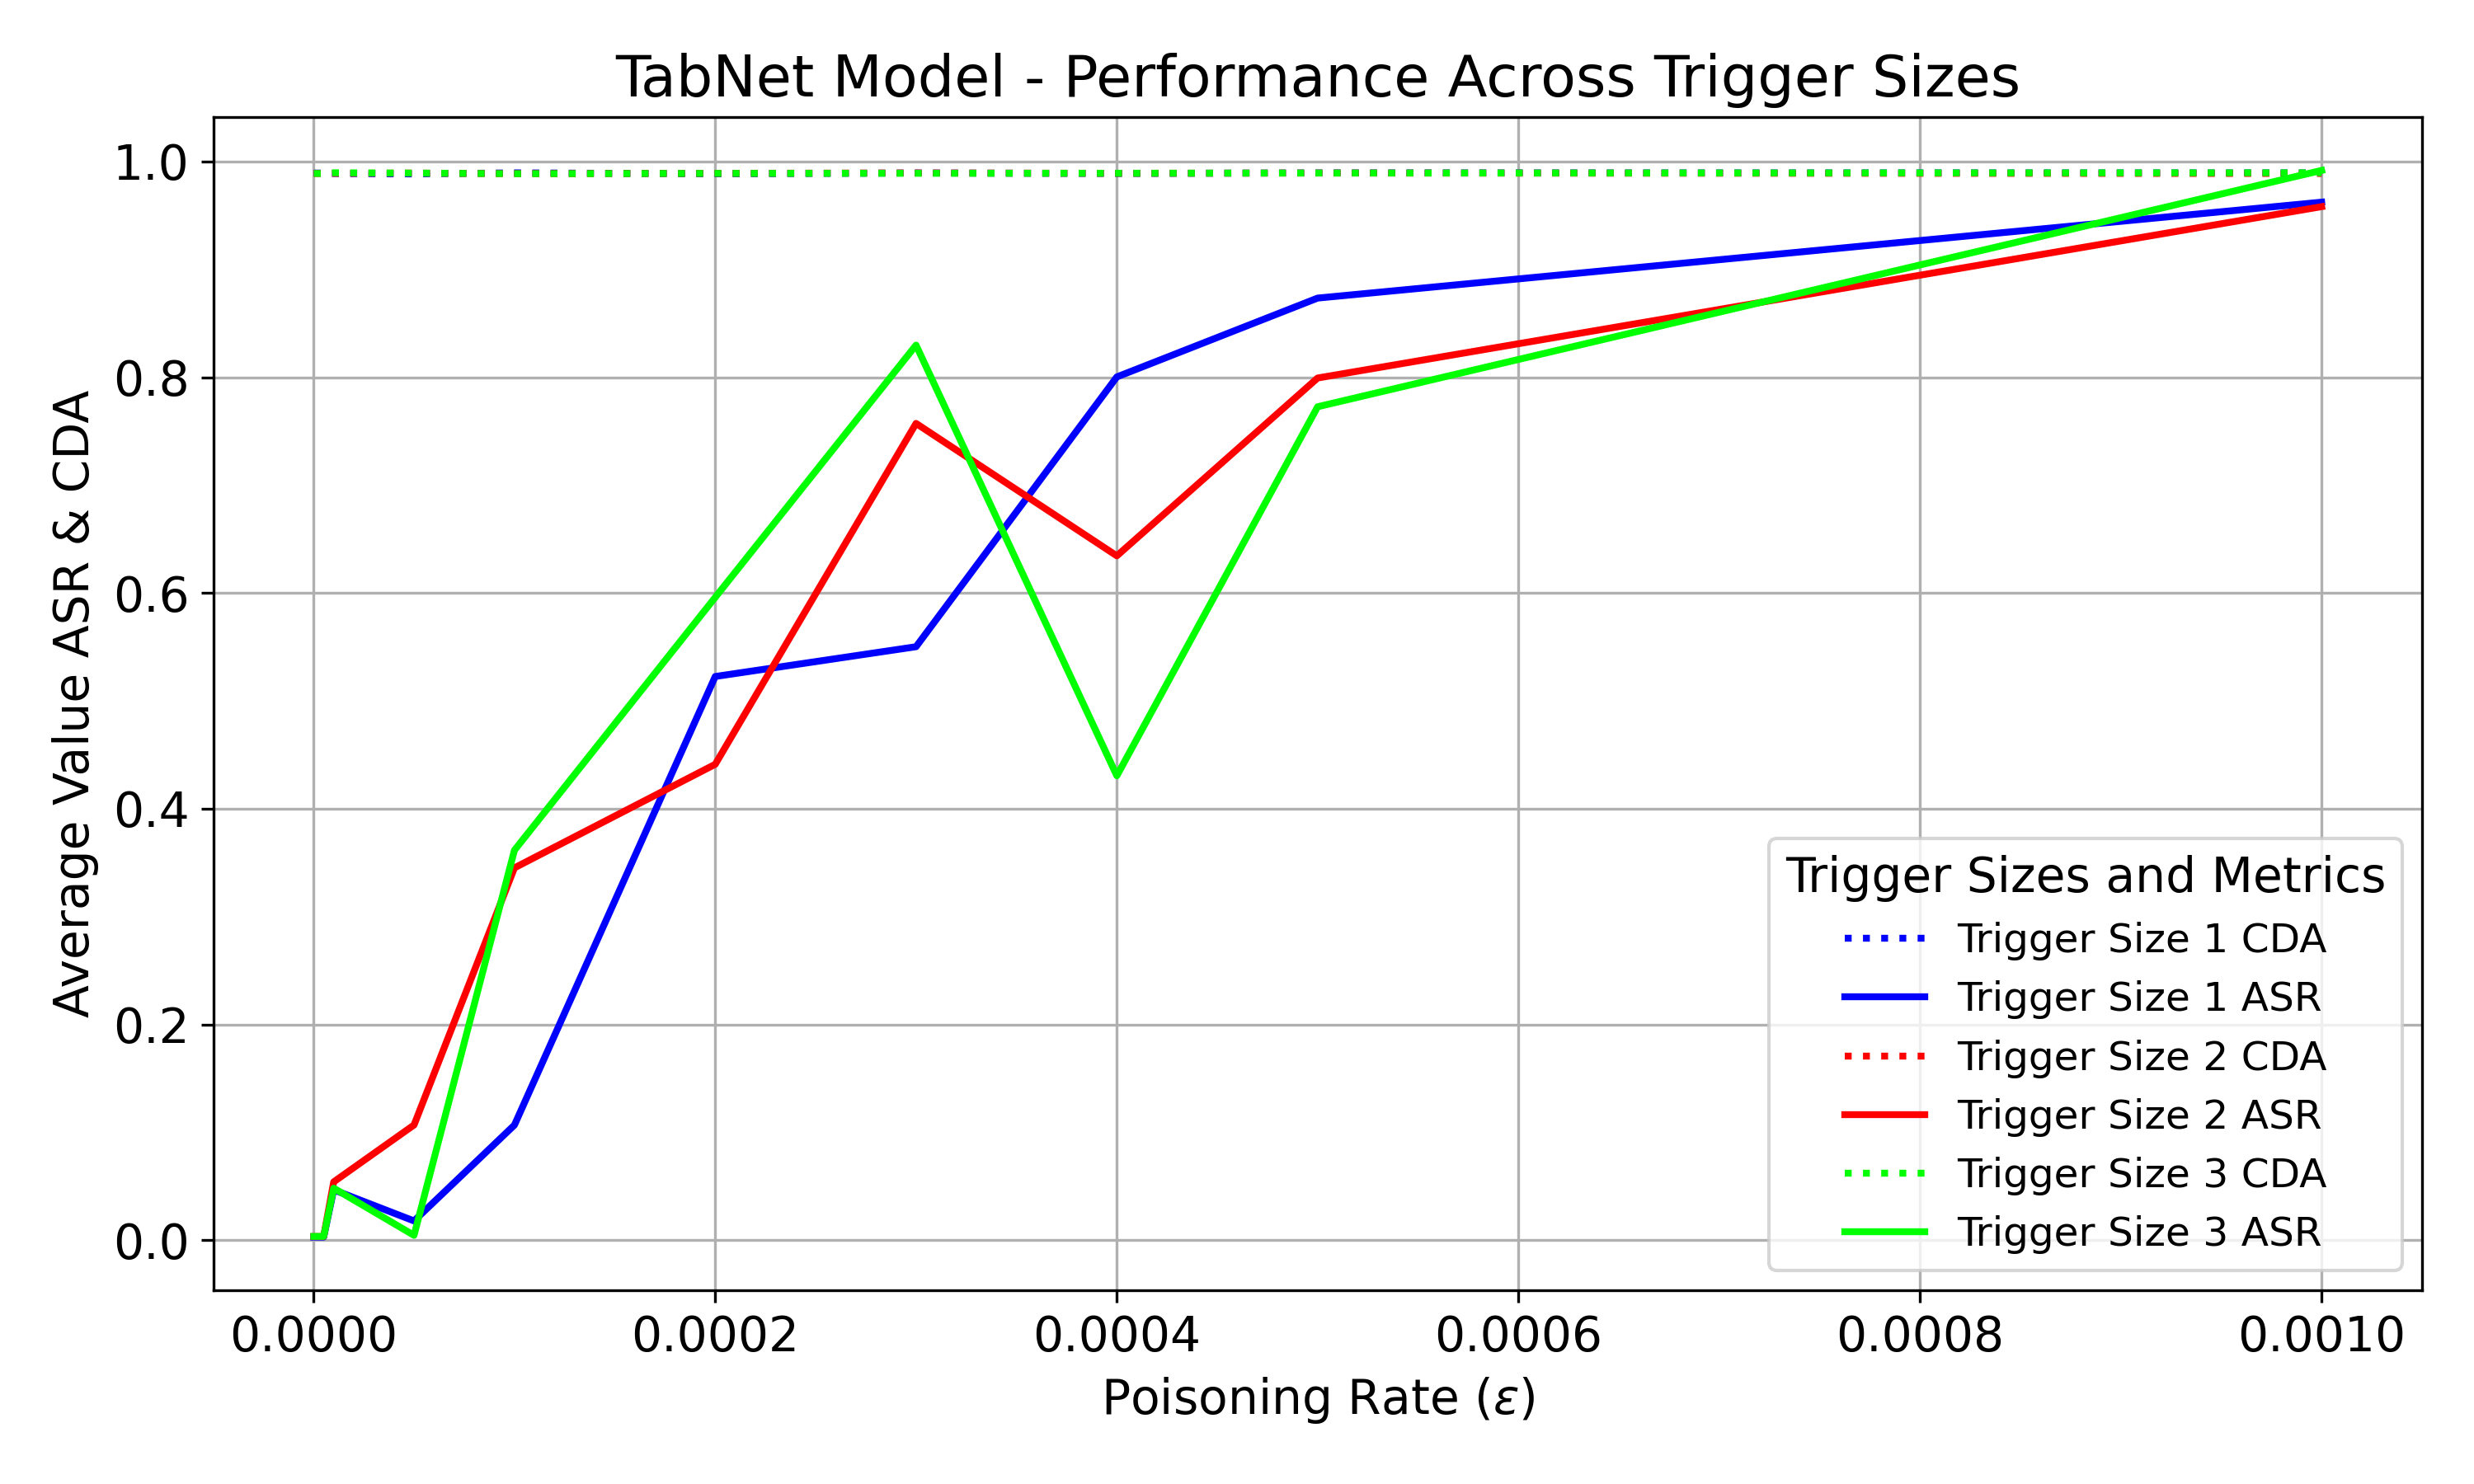 TabNet Model - Performance Across Trigger Sizes
Average Value ASR & CDA
1.0
0.8
0.6
0.4
0.2
0.0
Trigger Sizes and Metrics
Trigger Size 1 CDA
Trigger Size 1 ASR
Trigger Size 2 CDA
Trigger Size 2 ASR
Trigger Size 3 CDA
Trigger Size 3 ASR
0.0000 0.0002 0.0004 0.0006 0.0008 0.0010
Poisoning Rate (ε)